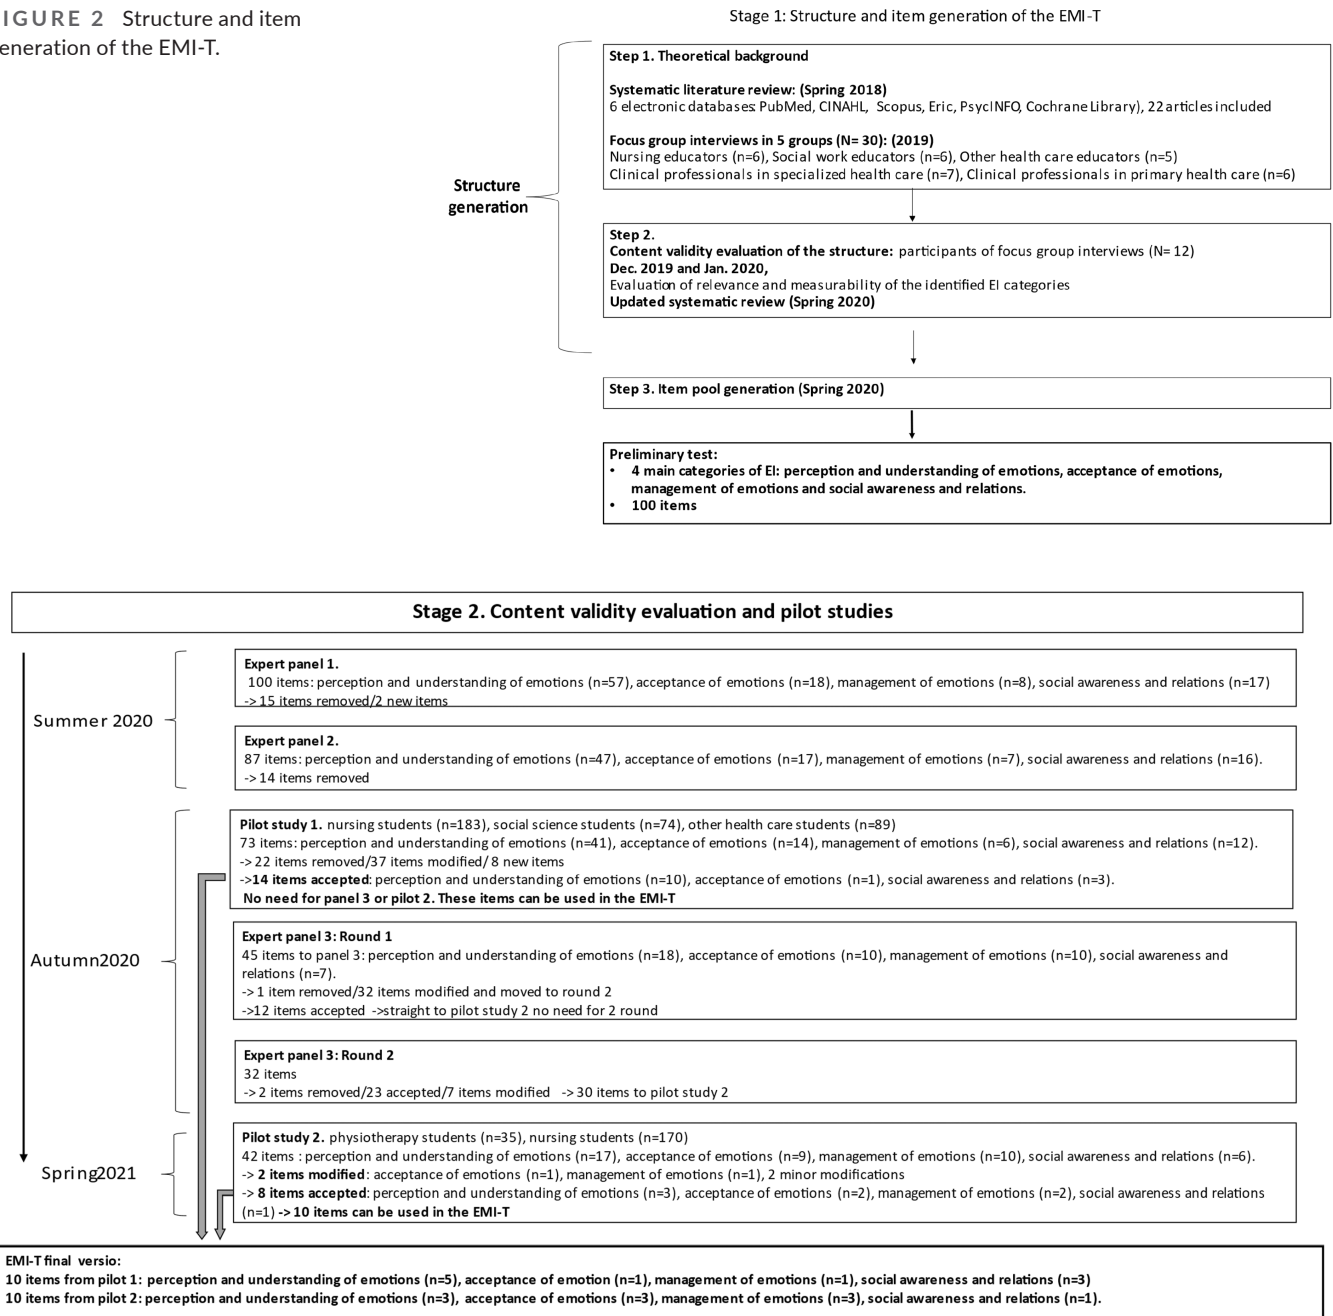 IGURE 2 Structure and item
eneration of the EMI-T.
Stage 1: Structure and item generation of the EMI-T
Step 1. Theoretical background
Systematic literature review: (Spring 2018)
6 electronic databases: PubMed, CINAHL, Scopus, Eric, PsycINFO, Cochrane Library), 22 articles included
Focus group interviews in 5 groups (N= 30): (2019)
Nursing educators (n=6), Social work educators (n=6), Other health care educators (n=5)
Clinical professionals in specialized health care (n=7), Clinical professionals in primary health care (n=6)
Structure
generation
Step 2.
Content validity evaluation of the structure: participants of focus group interviews (N= 12)
Dec. 2019 and Jan. 2020,
Evaluation of relevance and measurability of the identified EI categories
Updated systematic review (Spring 2020)
Step 3. Item pool generation (Spring 2020)
Preliminary test:
• 4 main categories of EI: perception and understanding of emotions, acceptance of emotions,
management of emotions and social awareness and relations.
• 100 items
Stage 2. Content validity evaluation and pilot studies
Summer 2020
Expert panel 1.
100 items: perception and understanding of emotions (n=57), acceptance of emotions (n=18), management of emotions (n=8), social awareness and relations (n=17)
-> 15 items removed/2 new items
Expert panel 2.
87 items: perception and understanding of emotions (n=47), acceptance of emotions (n=17), management of emotions (n=7), social awareness and relations (n=16).
-> 14 items removed
Autumn2020
Pilot study 1. nursing students (n=183), social science students (n=74), other health care students (n=89)
73 items: perception and understanding of emotions (n=41), acceptance of emotions (n=14), management of emotions (n=6), social awareness and relations (n=12).
-> 22 items removed/37 items modified/ 8 new items
->14 items accepted: perception and understanding of emotions (n=10), acceptance of emotions (n=1), social awareness and relations (n=3).
No need for panel 3 or pilot 2. These items can be used in the EMI-T
Expert panel 3: Round 1
45 items to panel 3: perception and understanding of emotions (n=18), acceptance of emotions (n=10), management of emotions (n=10), social awareness and
relations (n=7).
-> 1 item removed/32 items modified and moved to round 2
->12 items accepted ->straight to pilot study 2 no need for 2 round
Expert panel 3: Round 2
32 items
-> 2 items removed/23 accepted/7 items modified -> 30 items to pilot study 2
Spring2021
Pilot study 2. physiotherapy students (n=35), nursing students (n=170)
42 items : perception and understanding of emotions (n=17), acceptance of emotions (n=9), management of emotions (n=10), social awareness and relations (n=6).
-> 2 items modified: acceptance of emotions (n=1), management of emotions (n=1), 2 minor modifications
-> 8 items accepted: perception and understanding of emotions (n=3), acceptance of emotions (n=2), management of emotions (n=2), social awareness and relations
(n=1) -> 10 items can be used in the EMI-T
EMI-T final versio:
10 items from pilot 1: perception and understanding of emotions (n=5), acceptance of emotion (n=1), management of emotions (n=1), social awareness and relations (n=3)
10 items from pilot 2: perception and understanding of emotions (n=3), acceptance of emotions (n=3), management of emotions (n=3), social awareness and relations (n=1).